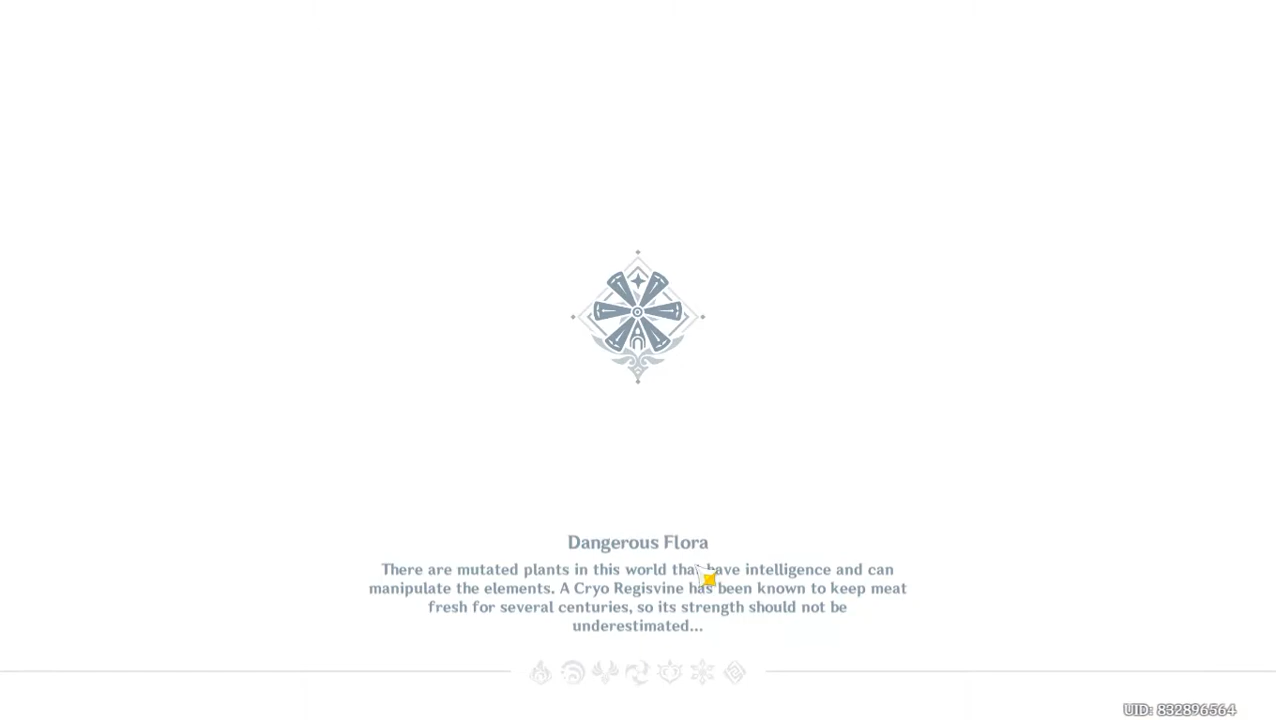 Dangerous Flora
There are mutated plants in this world that have intelligence and can
manipulate the elements. A Cryo Regisvine has been known to keep meat
fresh for several centuries, so its strength should not be
underestimated...
UID: 832896564